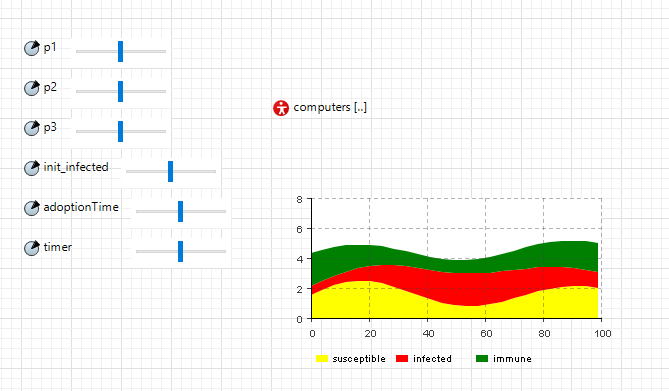 p1
p2
p3
init_infected
adoptionTime
timer
computers [..]
8
6
4
2
0
0 20 40 60 80 100
susceptible infected immune